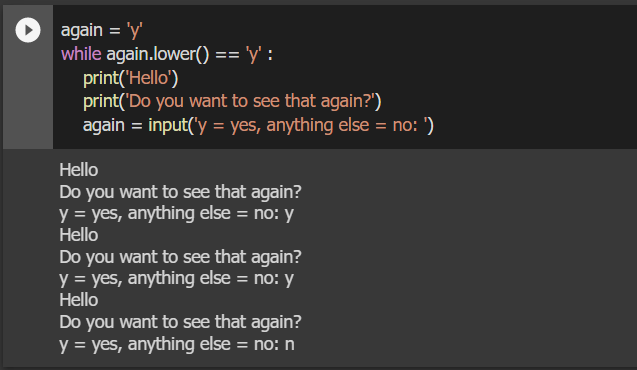 again = 'y'
while again.lower() == 'y' :
    print('Hello')
    print('Do you want to see that again?')
    again = input('y = yes, anything else = no: ')
Hello
Do you want to see that again?
y = yes, anything else = no: y
Hello
Do you want to see that again?
y = yes, anything else = no: y
Hello
Do you want to see that again?
y = yes, anything else = no: n